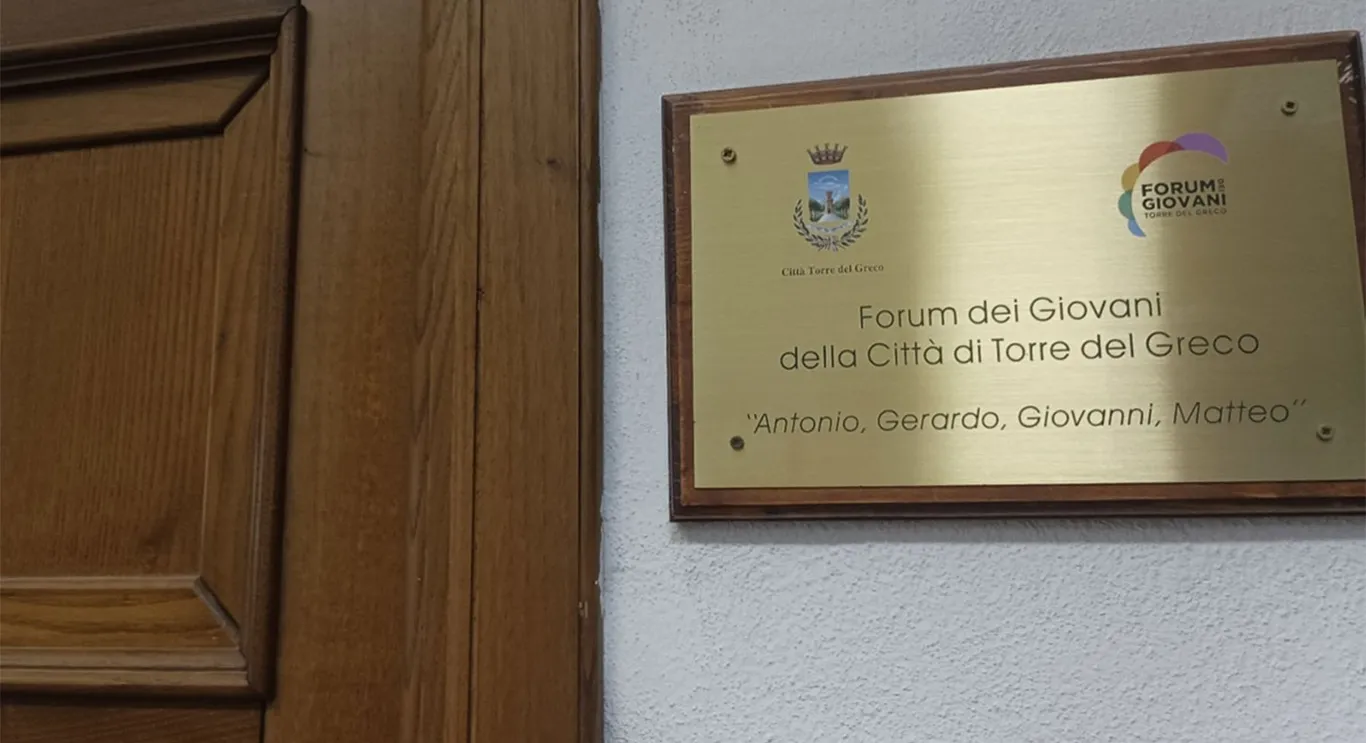 Città Torre del Greco
FORUM DEI
GIOVANI
TORRE DEL GRECO
Forum dei Giovani
della Città di Torre del Greco
"Antonio, Gerardo, Giovanni, Matteo"